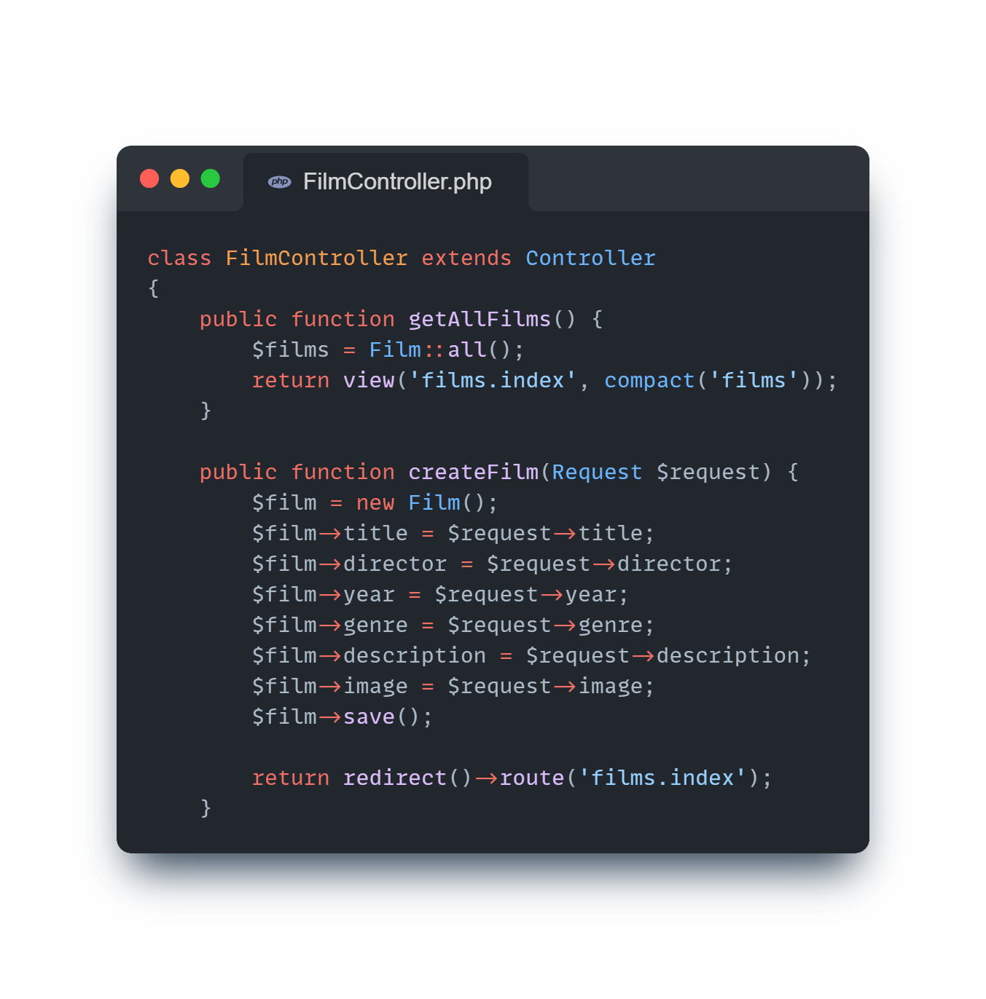 php FilmController.php
class FilmController extends Controller
{
    public function getAllFilms() {
        $films = Film::all();
        return view('films.index', compact('films'));
    }

    public function createFilm(Request $request) {
        $film = new Film();
        $film->title = $request->title;
        $film->director = $request->director;
        $film->year = $request->year;
        $film->genre = $request->genre;
        $film->description = $request->description;
        $film->image = $request->image;
        $film->save();

        return redirect()->route('films.index');
    }